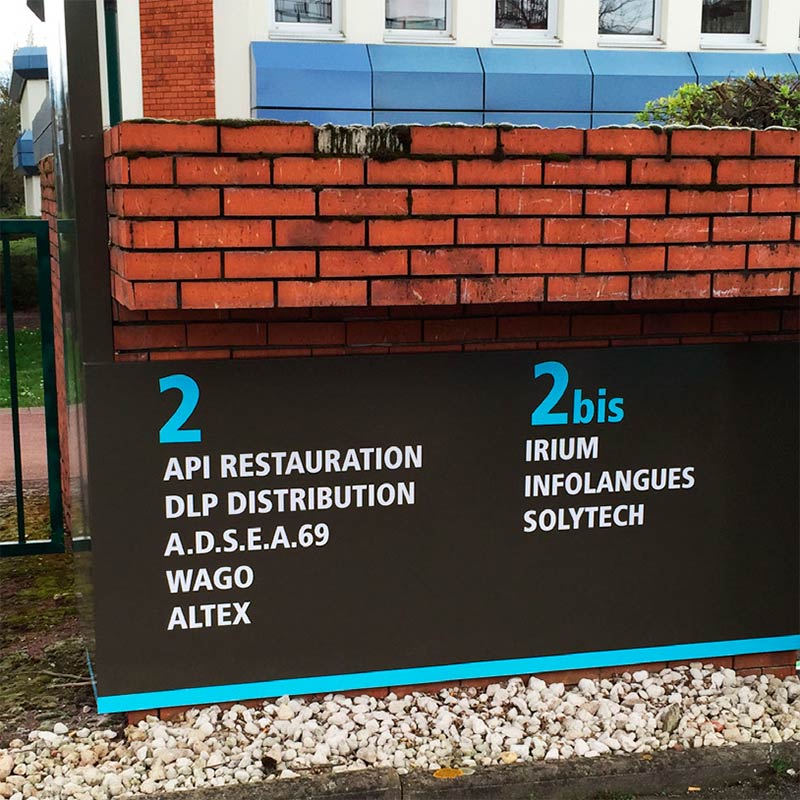 2
API RESTAURATION
DLP DISTRIBUTION
A.D.S.E.A.69
WAGO
ALTEX
2bis
IRIUM
INFOLANGUES
SOLYTECH